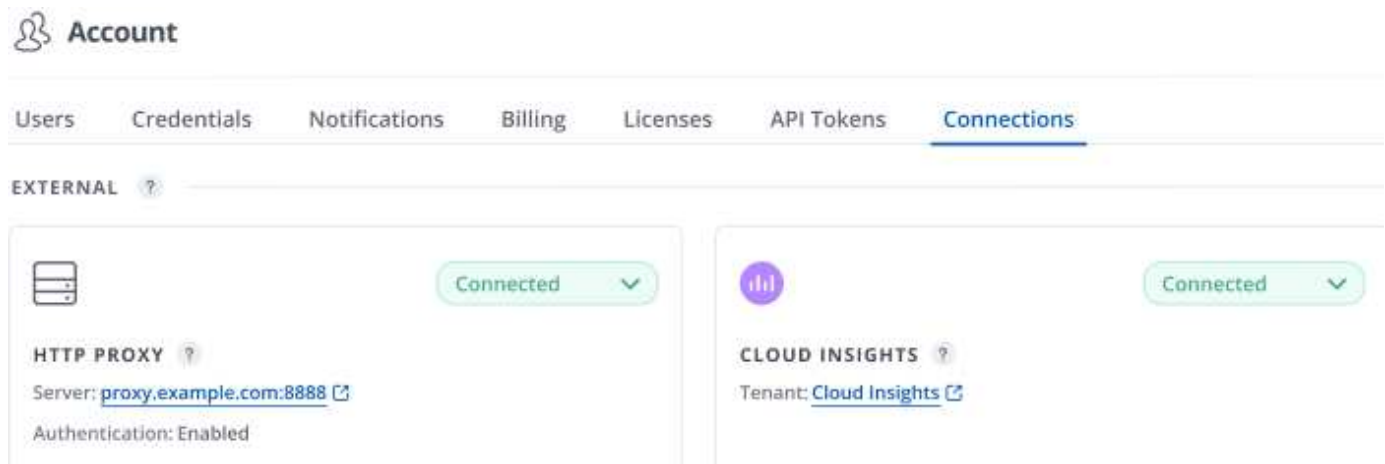 Account
Users Credentials Notifications Billing Licenses API Tokens Connections
EXTERNAL ?
Connected
HTTP PROXY ?
Server: proxy.example.com:8888
Authentication: Enabled
Connected
CLOUD INSIGHTS ?
Tenant: Cloud Insights